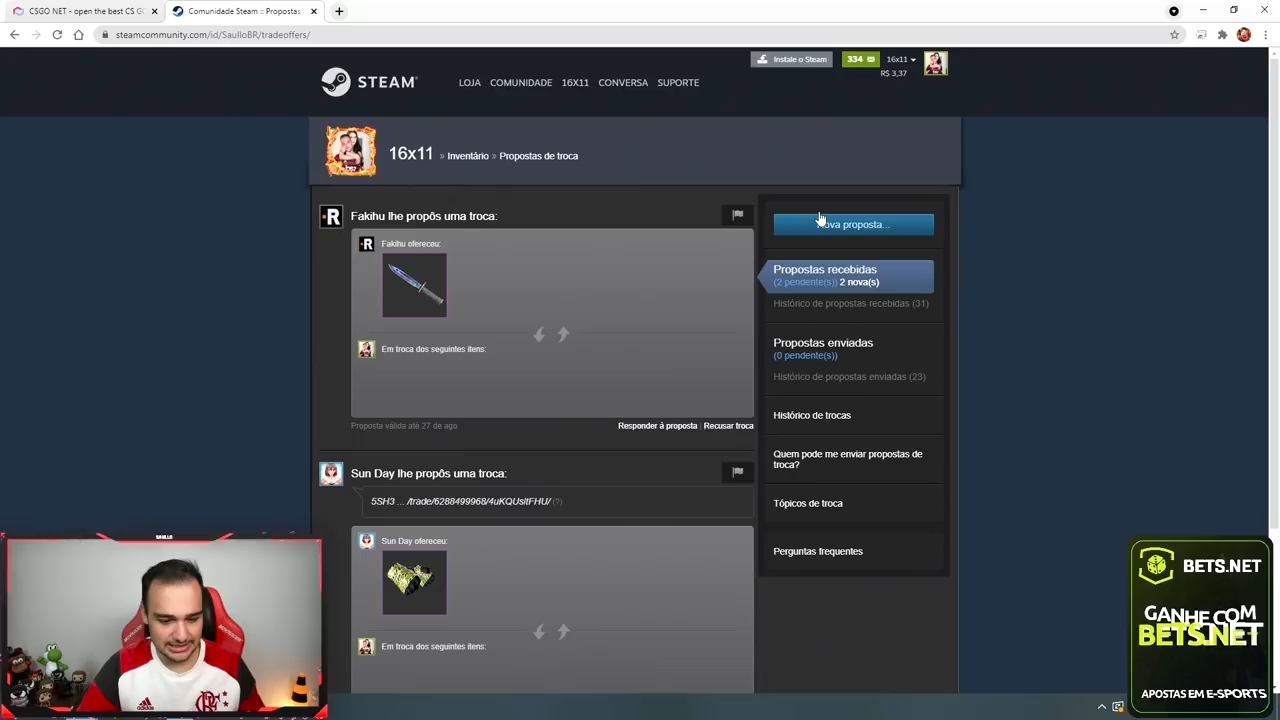 CSGO NET - open the best CS GO
Comunidade Steam :: Propostas
steamcommunity.com/id/SaulloBR/tradeoffers/
Instale o Steam
334
16x11
R$ 3,37
STEAM
LOJA COMUNIDADE 16X11 CONVERSA SUPORTE
16x11 » Inventário » Propostas de troca
Fakihu lhe propôs uma troca:
Fakihu ofereceu:
Em troca dos seguintes itens:
Proposta válida até 27 de ago
Responder à proposta | Recusar troca
Sun Day lhe propôs uma troca:
5SH3 ... /trade/6288499968/4uKQUsltFHU/ (?)
Sun Day ofereceu:
Em troca dos seguintes itens:
Nova proposta...
Propostas recebidas
(2 pendente(s)) 2 nova(s)
Histórico de propostas recebidas (31)
Propostas enviadas
(0 pendente(s))
Histórico de propostas enviadas (23)
Histórico de trocas
Quem pode me enviar propostas de
troca?
Tópicos de troca
Perguntas frequentes
SAULLO
BETS.NET
GANHE COM
BETS.NET
APOSTAS EM E-SPORTS